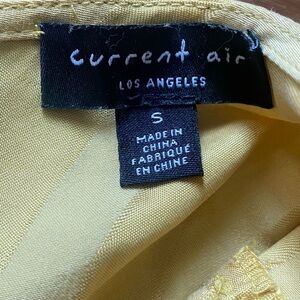 current air
LOS ANGELES
S
MADE IN
CHINA
FABRIQUÉ
EN CHINE